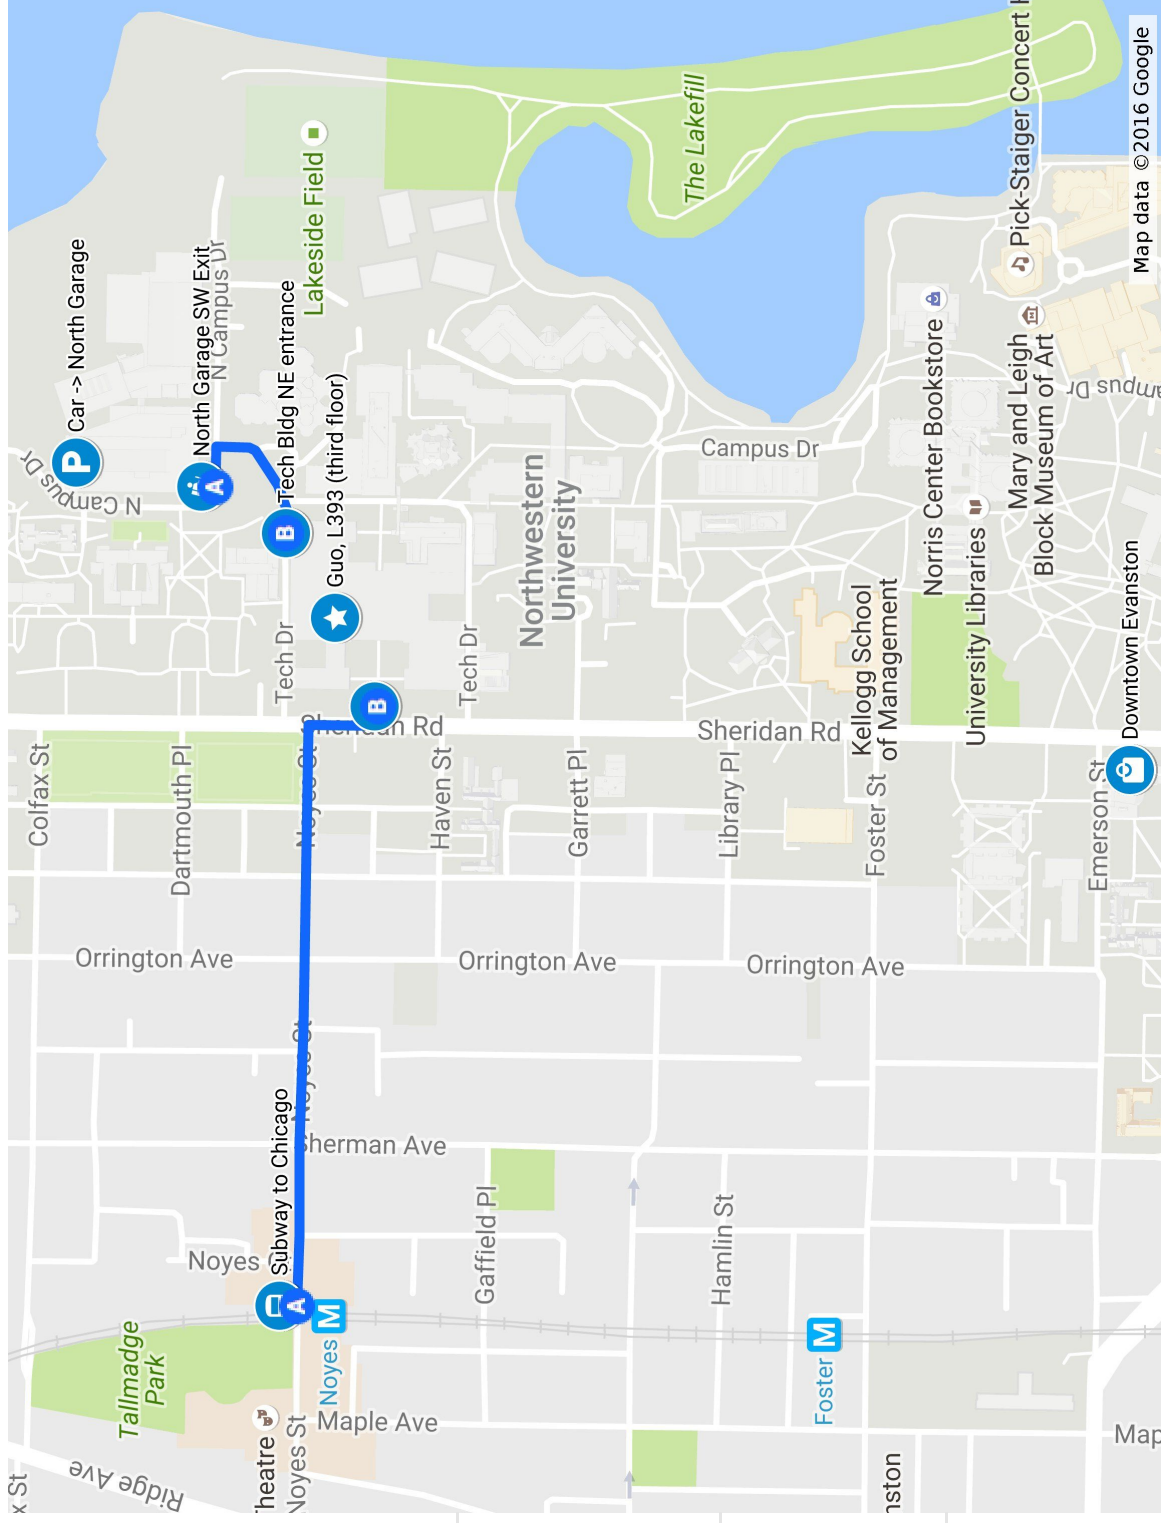 Car -> North Garage
N Campus Dr
North Garage SW Exit
N Campus Dr
Tech Bldg NE entrance
Lakeside Field
Guo, L393 (third floor)
Tech Dr
Tech Dr
Northwestern
University
The Lakefill
Campus Dr
Norris Center Bookstore
Pick-Staiger Concert
Mary and Leigh
Block Museum of Art
University Libraries
Kellogg School
of Management
Downtown Evanston
Map data ©2016 Google
Sheridan Rd
Sheridan Rd
Colfax St
Dartmouth Pl
Noyes St
Haven St
Garrett Pl
Library Pl
Foster St
Emerson St
Orrington Ave
Orrington Ave
Orrington Ave
Noyes St
Subway to Chicago
Sherman Ave
Noyes
Gaffield Pl
Hamlin St
Tallmadge
Park
M
Noyes
M
Foster
Maple Ave
Theatre
Noyes St
Ridge Ave
P
A
B
B
A